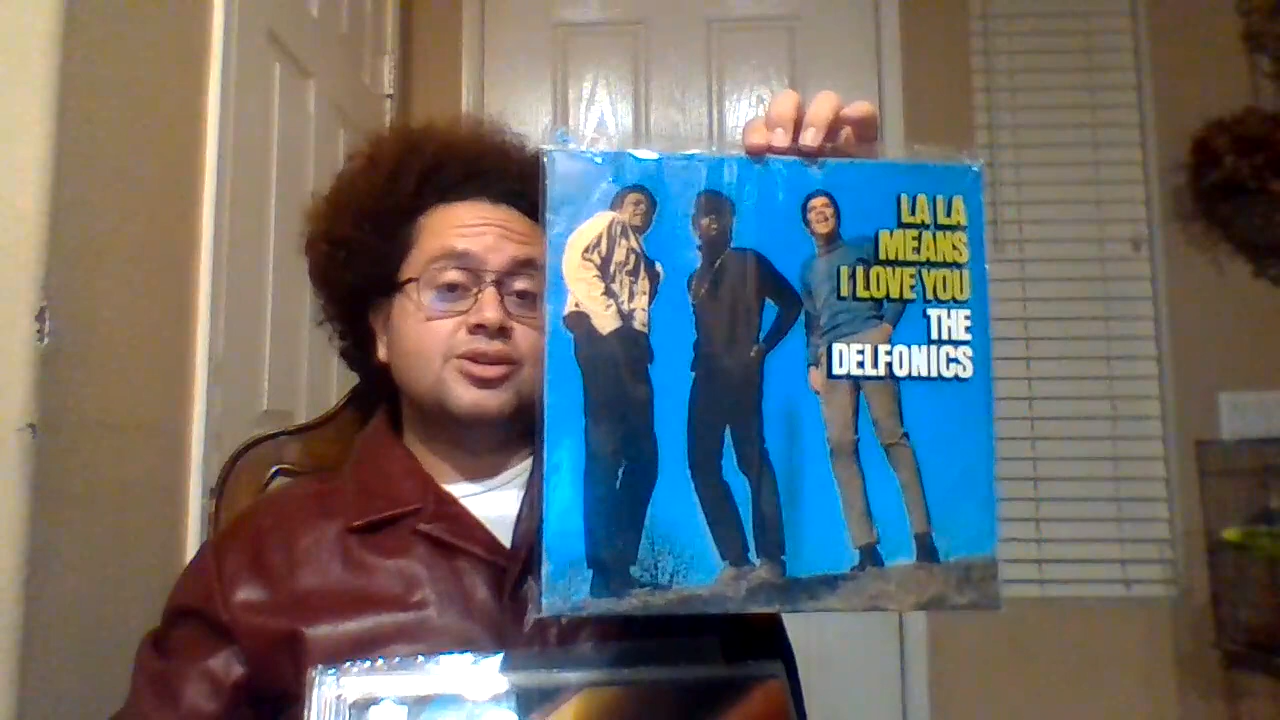 LA LA
MEANS
I LOVE YOU
THE
DELFONICS